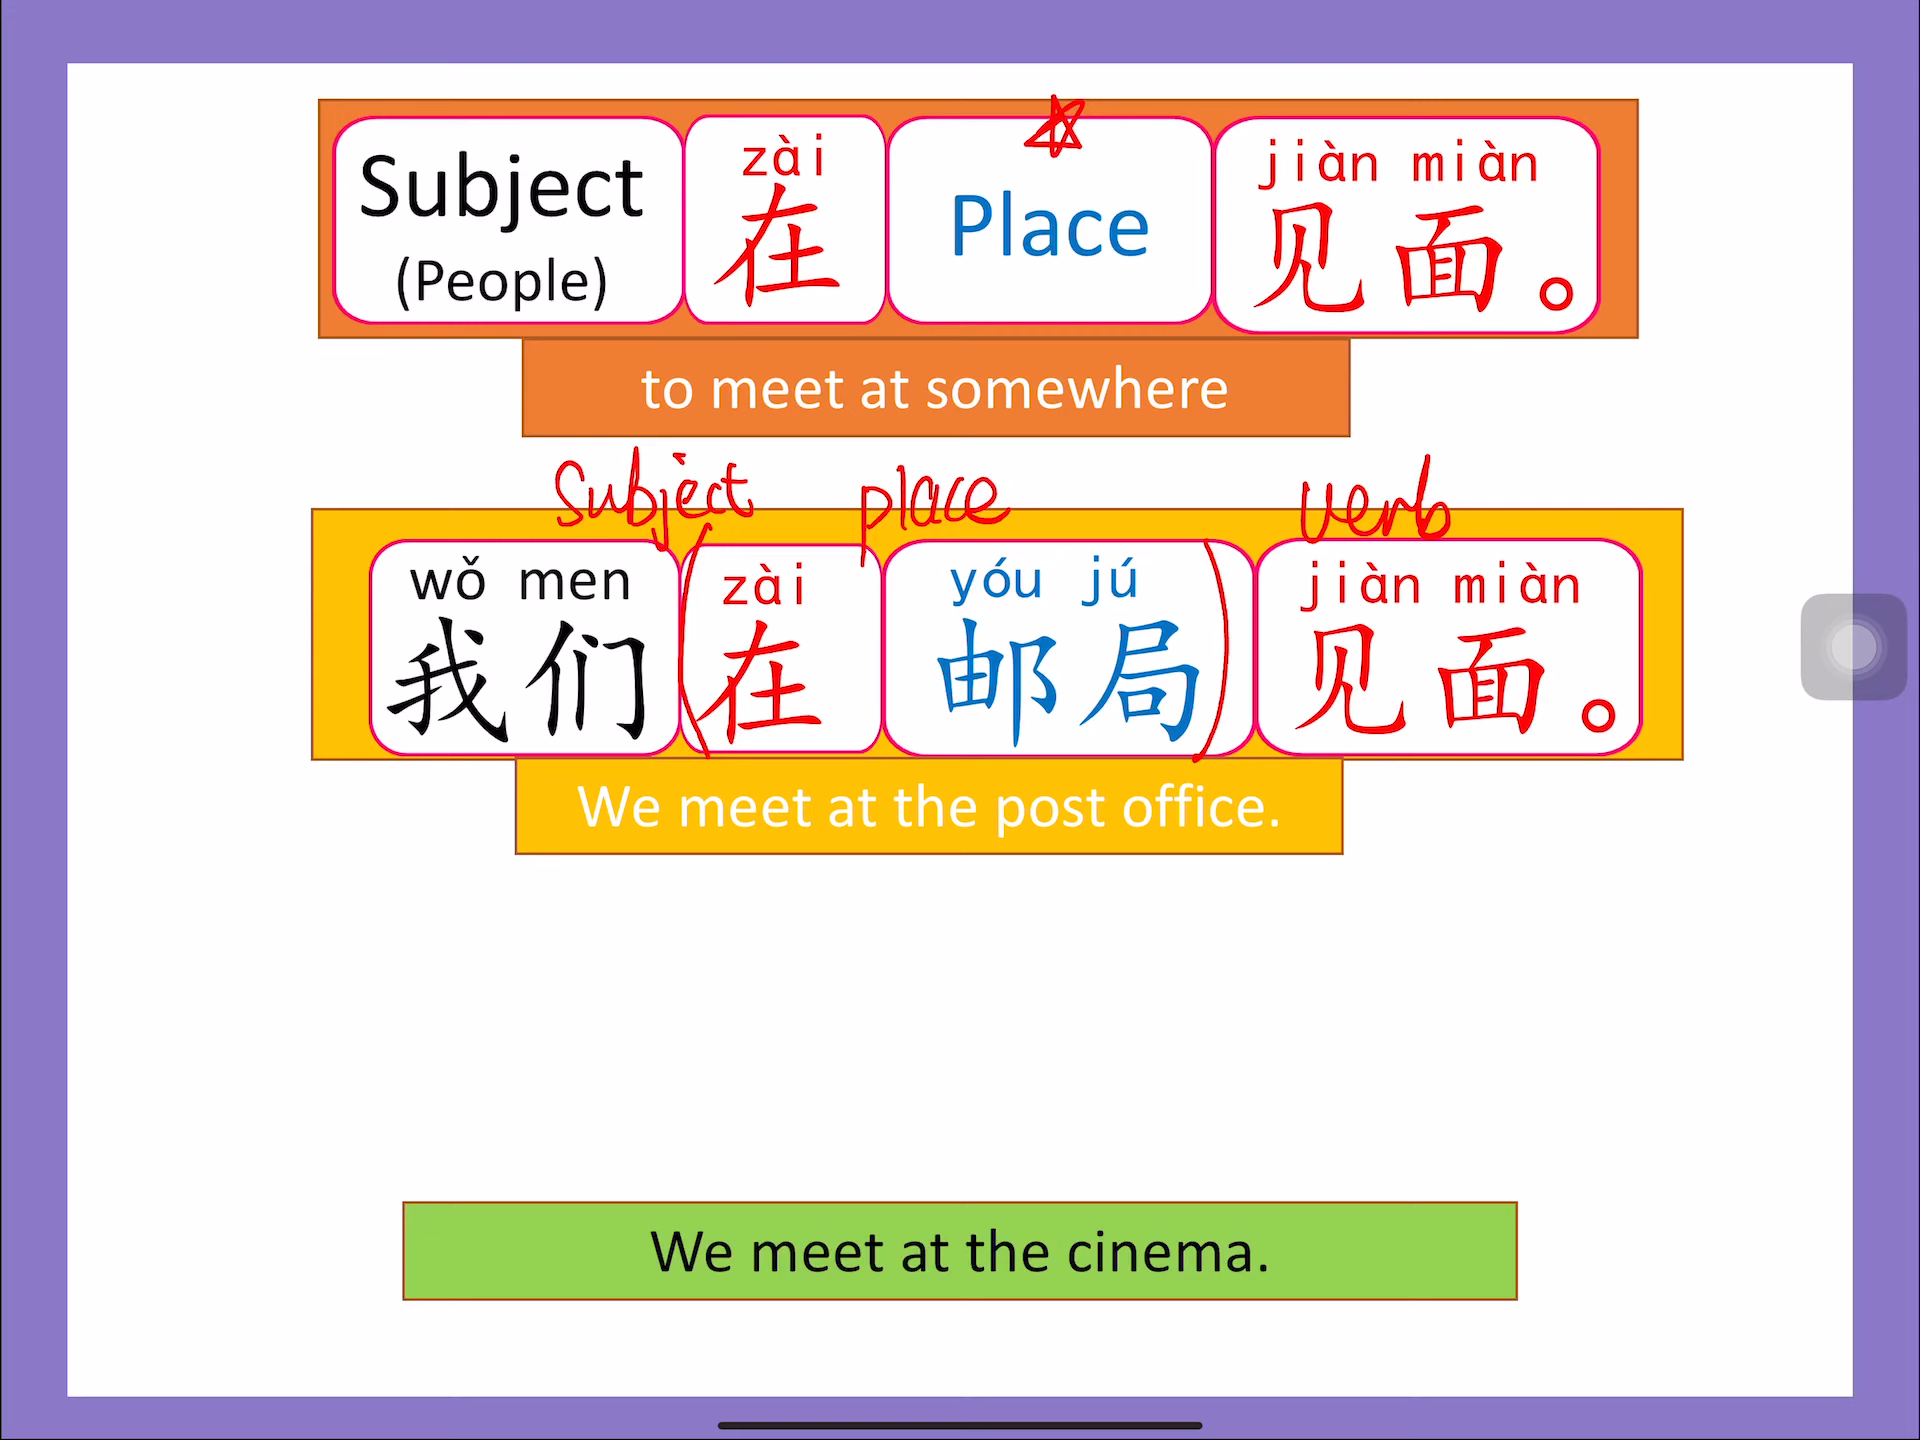 zài jiàn miàn
Subject 在 Place 见面。
(People)
to meet at somewhere
Subject place verb
wǒ men zài yóu jú jiàn miàn
我们(在邮局)见面。
We meet at the post office.
We meet at the cinema.